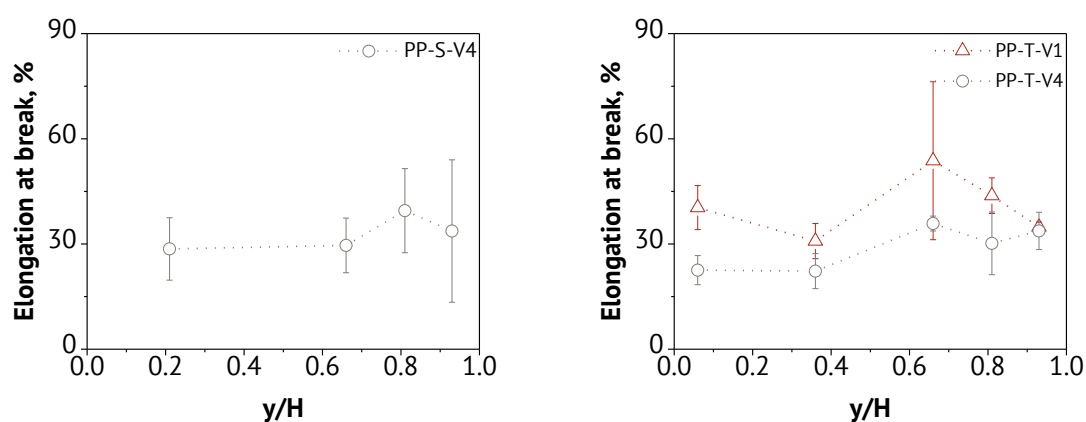 90
60
30
0
Elongation at break, %
PP-S-V4
0.0 0.2 0.4 0.6 0.8 1.0
y/H
90
60
30
0
Elongation at break, %
PP-T-V1
PP-T-V4
0.0 0.2 0.4 0.6 0.8 1.0
y/H